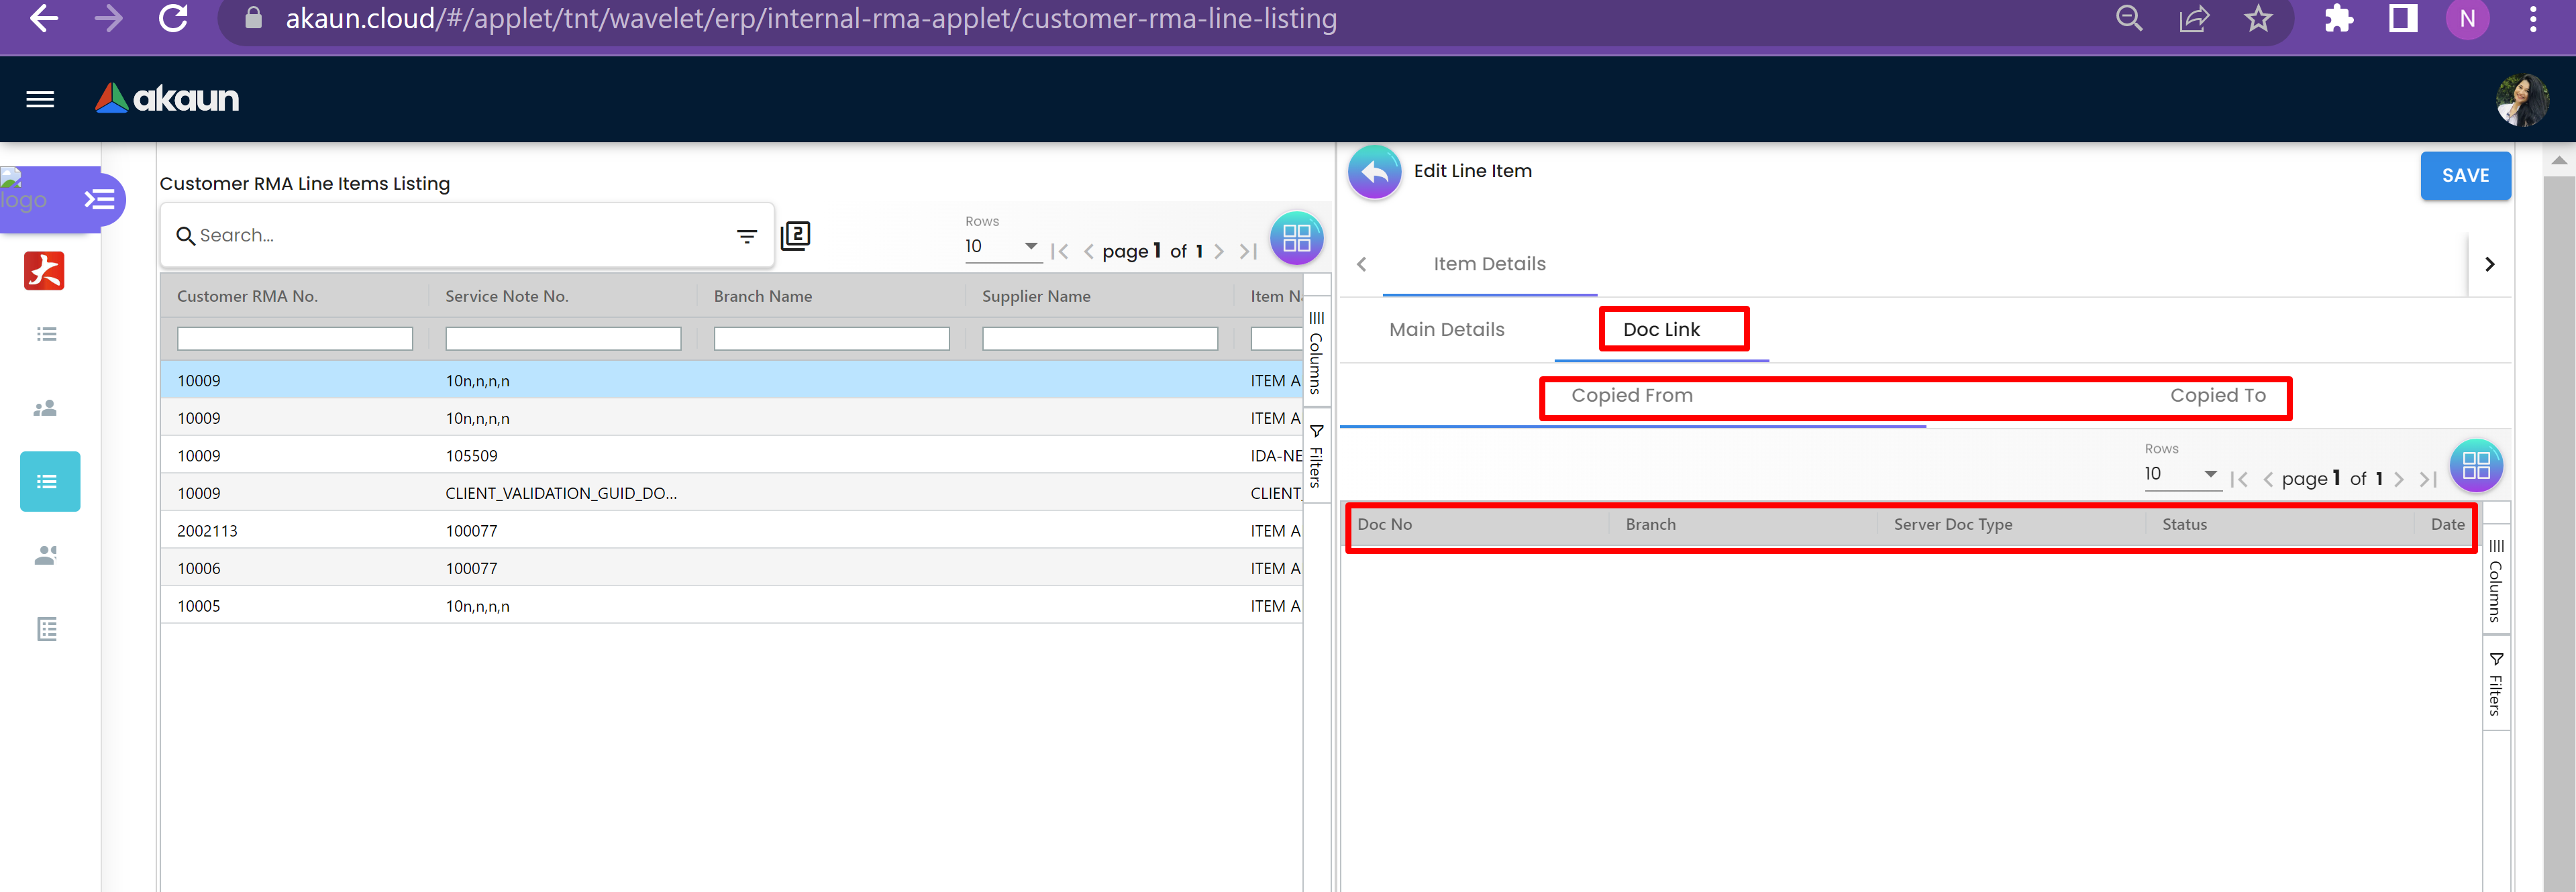 akaun.cloud/#/applet/tnt/wavelet/erp/internal-rma-applet/customer-rma-line-listing
N
akaun
logo
Customer RMA Line Items Listing
Search...
2
Rows
10
page 1 of 1
Customer RMA No. Service Note No. Branch Name Supplier Name Item N
10009 10n,n,n,n ITEM A
10009 10n,n,n,n ITEM A
10009 105509 IDA-NE
10009 CLIENT_VALIDATION_GUID_DO... CLIENT_
2002113 100077 ITEM A
10006 100077 ITEM A
10005 10n,n,n,n ITEM A
Columns
Filters
Edit Line Item
SAVE
Item Details
Main Details Doc Link
Copied From Copied To
Rows
10
page 1 of 1
Doc No Branch Server Doc Type Status Date
Columns
Filters